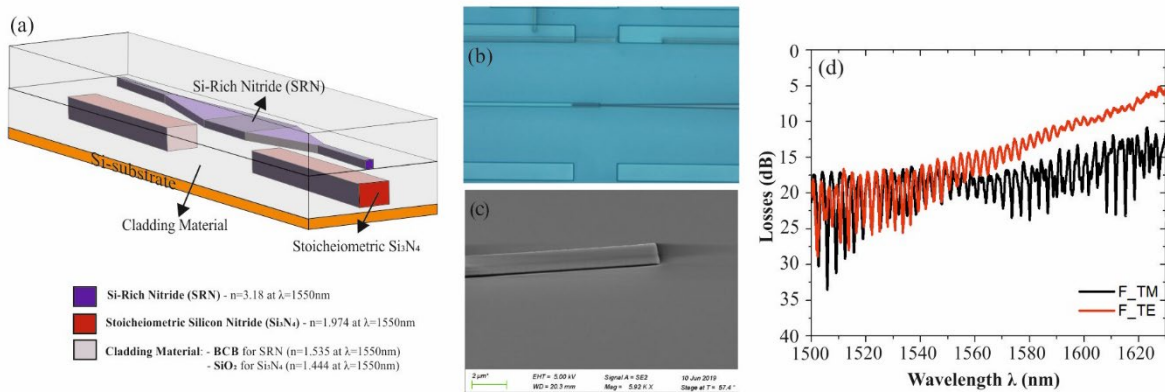 (a)
Si-Rich Nitride (SRN)
Si-substrate
Cladding Material
Stoicheiometric Si₃N₄
Si-Rich Nitride (SRN) - n=3.18 at λ=1550nm
Stoicheiometric Silicon Nitride (Si₃N₄) - n=1.974 at λ=1550nm
Cladding Material: - BCB for SRN (n=1.535 at λ=1550nm)
- SiO₂ for Si₃N₄ (n=1.444 at λ=1550nm)
(b)
(c)
2 µm*
EHT = 5.00 kV
WD = 20.3 mm
Signal A = SE2
Mag = 5.92 K X
10 Jun 2019
Stage at T = 57.4 °
(d)
Losses (dB)
0
5
10
15
20
25
30
35
40
F_TM
F_TE
1500 1520 1540 1560 1580 1600 1620
Wavelength λ (nm)